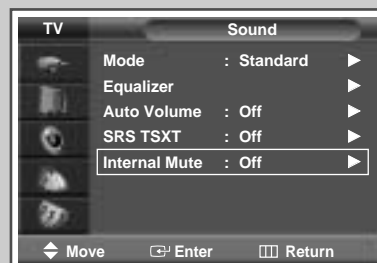 TV Sound
Mode : Standard
Equalizer
Auto Volume : Off
SRS TSXT : Off
Internal Mute : Off
Move Enter Return